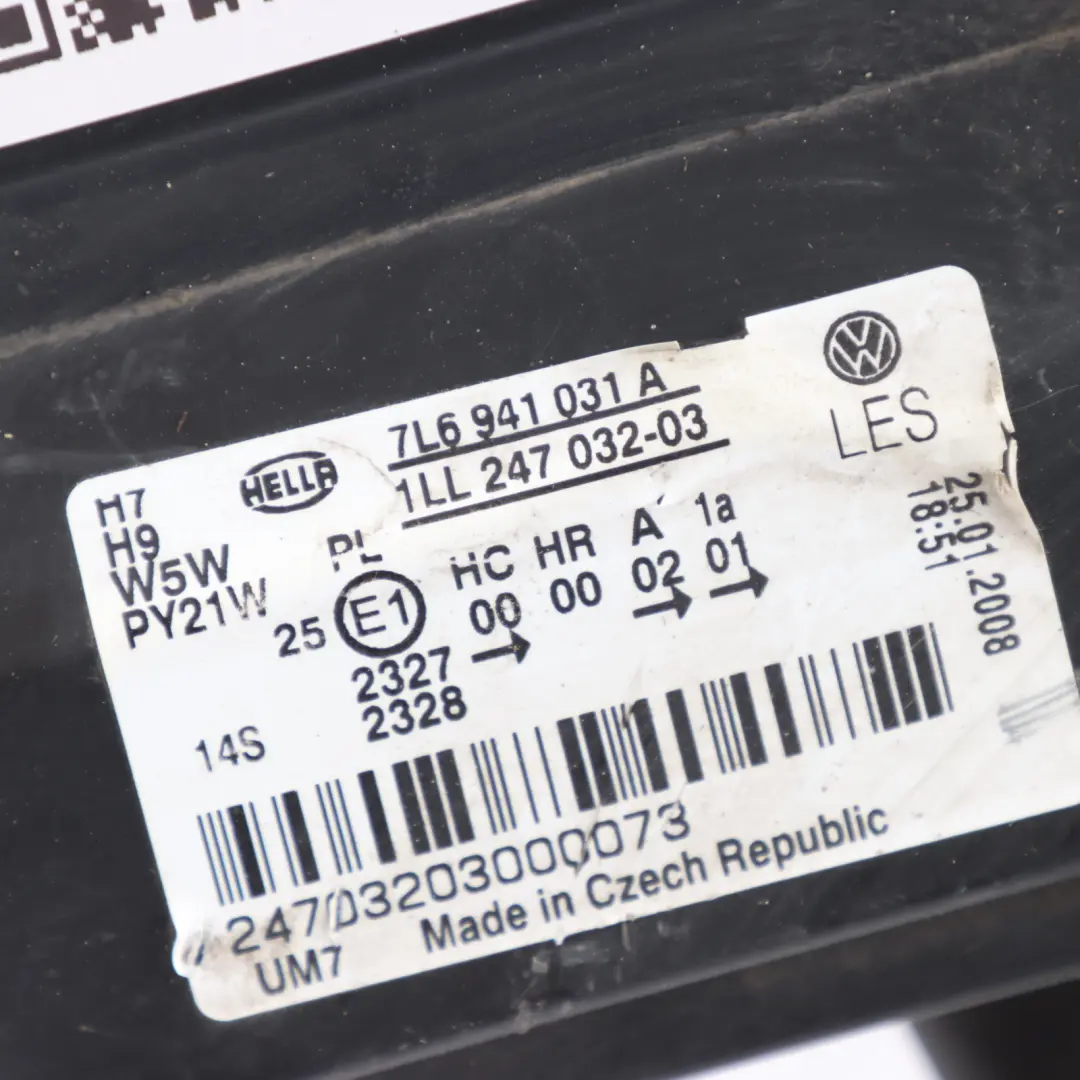 7L6 941 031 A
1LL 247 032-03
HELLA
LES
H7
H9
W5W
PY21W
PL
HC HR A 1a
25 E1 00 00 02 01
2327
2328
25.01.2008
18:51
14S
24703203000073
UM7 Made in Czech Republic